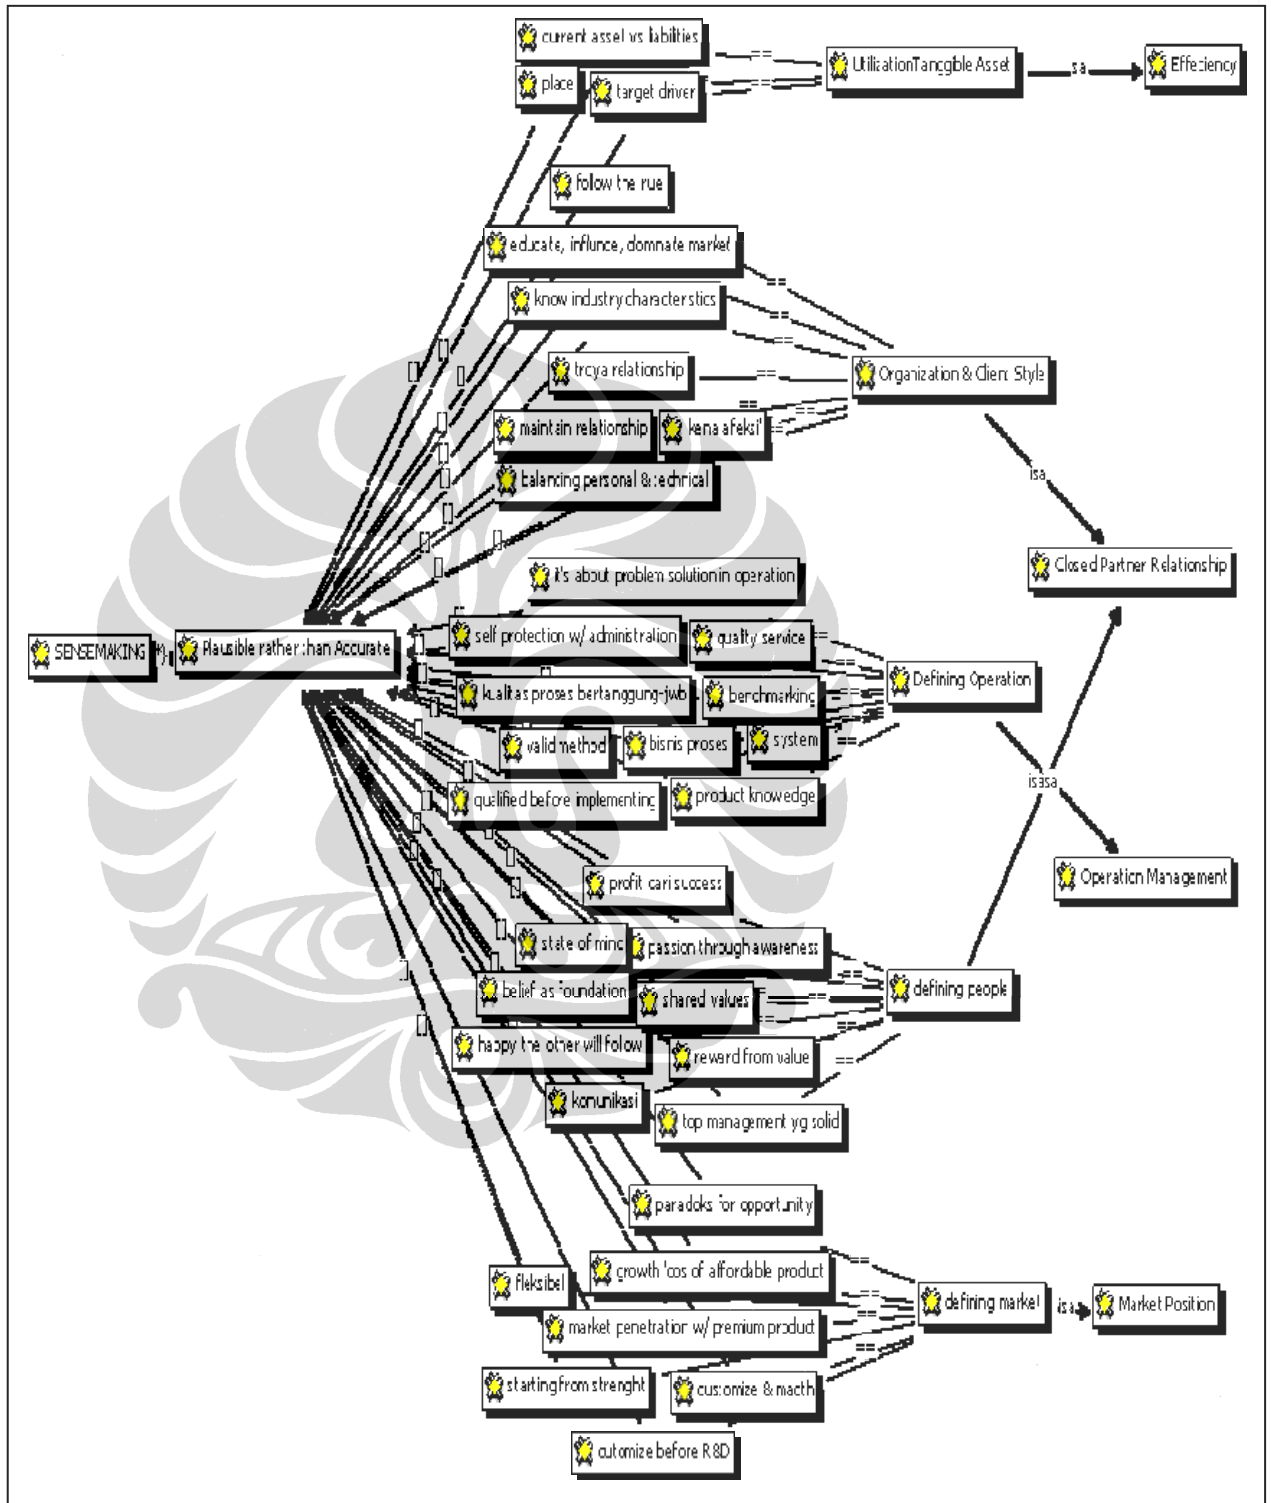 current asset vs liabilities
==
Utilization Tanggible Asset
isa
Effeciency
place
target driver
==
follow the rue
educate, influnce, domnate market
==
know industry characteristics
==
==
trcya relationship
==
Organization & Client Style
==
==
maintain relationship
kena afeksi'
==
balancing personal & technical
isa
Closed Partner Relationship
it's about problem solution in operation
self protection w/ administration
quality service
==
SENSEMAKING
Plausible rather than Accurate
==
Defining Operation
kualitas proses bertanggung-jwb
benchmarking
==
valid method
bisnis proses
system
==
isasa
qualified before implementing
product knowedge
Operation Management
profit cari success
state of mind
passion through awareness
==
belief as foundation
shared values
==
defining people
==
==
happy the other will follow
reward from value
==
komunikasi
top management yg solid
paradoks for opportunity
==
fleksibel
growth 'cos of affordable product
==
defining market
isa
Market Position
market penetration w/ premium product
==
==
starting from strenght
customize & macth
cutomize before R&D